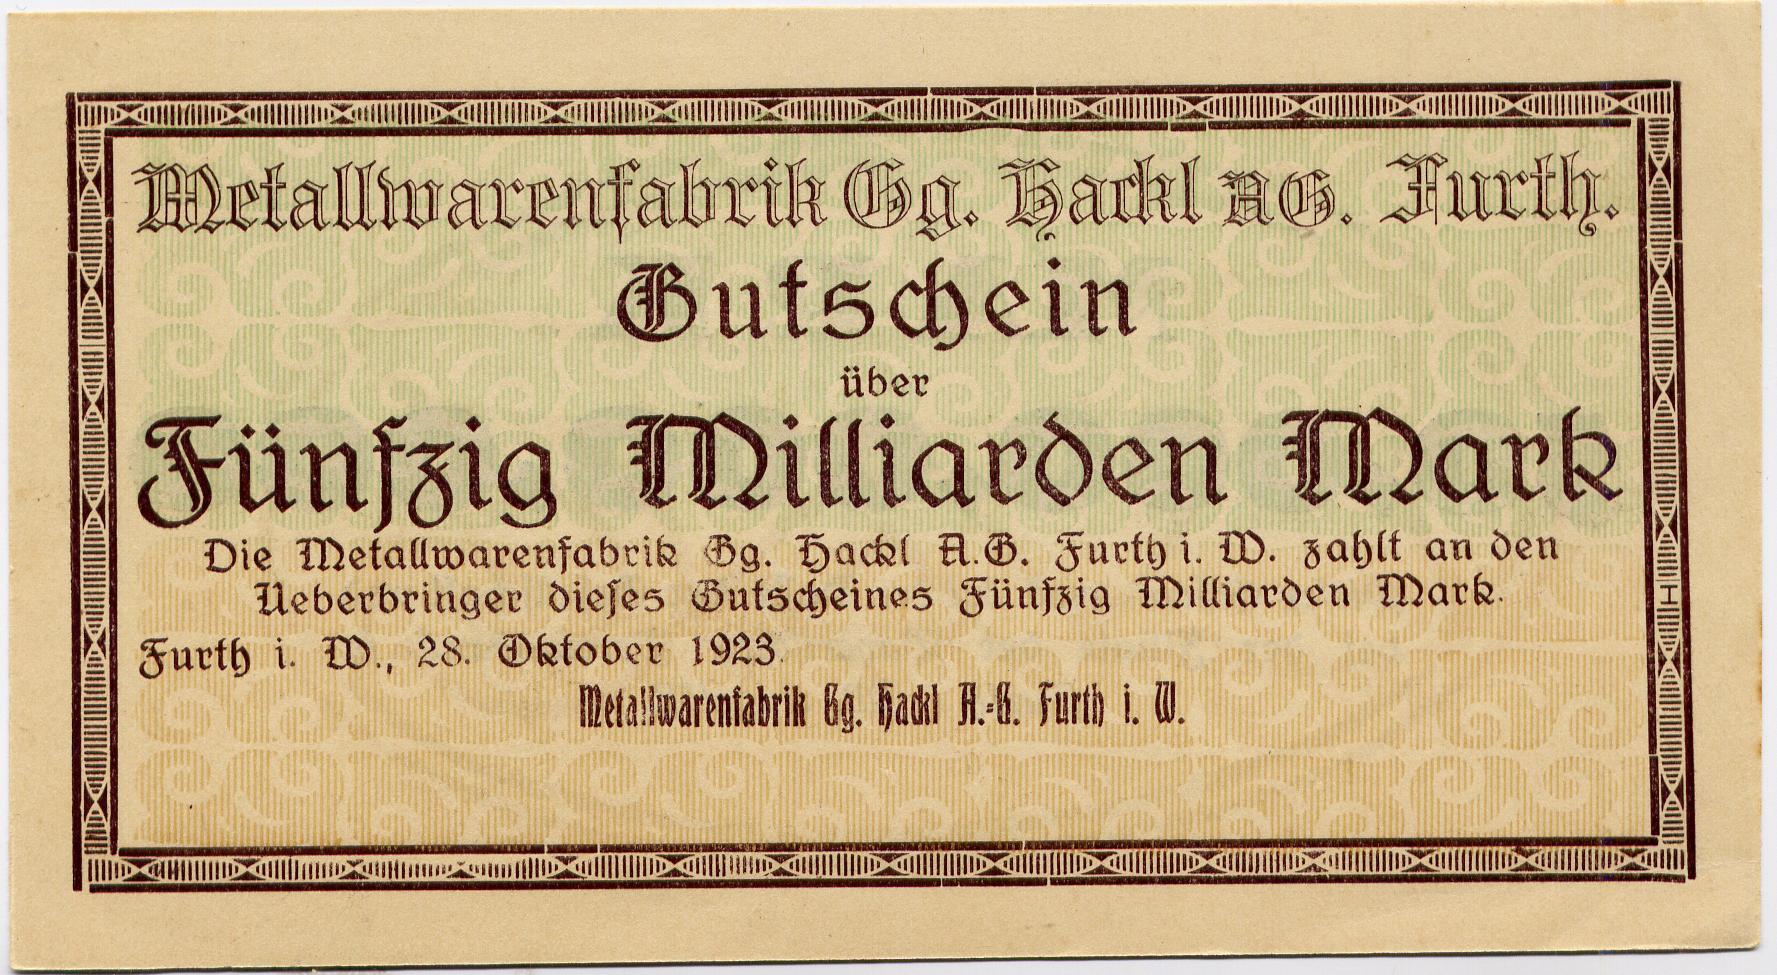 Metallwarenfabrik Gg. Hackl AG. Furth.
Gutschein
über
Fünfzig Milliarden Mark
Die Metallwarenfabrik Gg. Hackl A.G. Furth i. W. zahlt an den
Ueberbringer dieses Gutscheines Fünfzig Milliarden Mark.
Furth i. W., 28. Oktober 1923.
Metallwarenfabrik Gg. Hackl A.=G. Furth i. W.